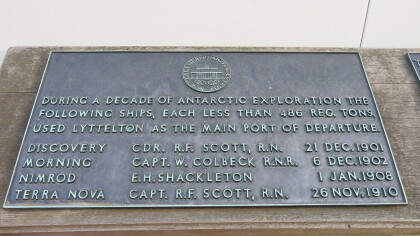 DURING A DECADE OF ANTARCTIC EXPLORATION THE
FOLLOWING SHIPS, EACH LESS THAN 486 REG. TONS,
USED LYTTELTON AS THE MAIN PORT OF DEPARTURE.
DISCOVERY CDR. R.F. SCOTT, R.N. 21 DEC. 1901
MORNING CAPT. W. COLBECK R.N.R. 6 DEC. 1902
NIMROD E.H. SHACKLETON 1 JAN. 1908
TERRA NOVA CAPT. R.F. SCOTT, R.N. 26 NOV. 1910